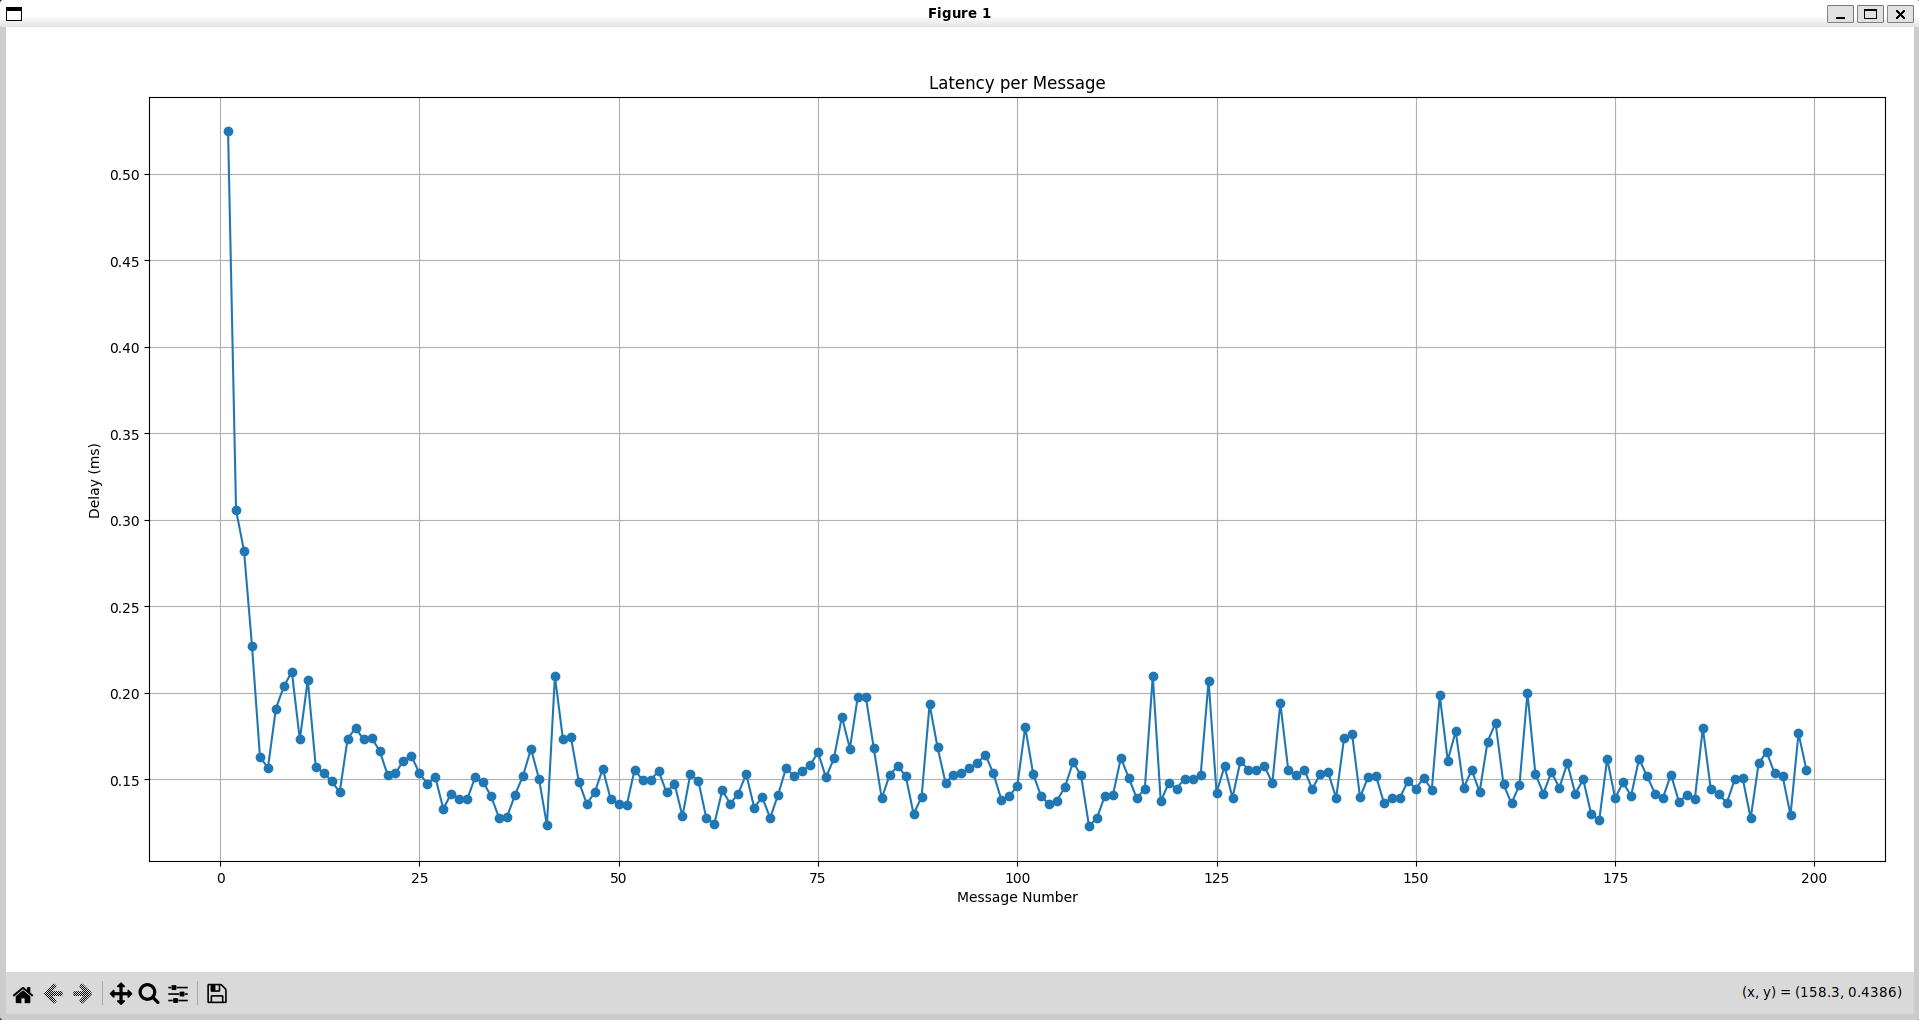 Figure 1
Latency per Message
0.50
0.45
0.40
0.35
0.30
0.25
0.20
0.15
Delay (ms)
0 25 50 75 100 125 150 175 200
Message Number
(x, y) = (158.3, 0.4386)